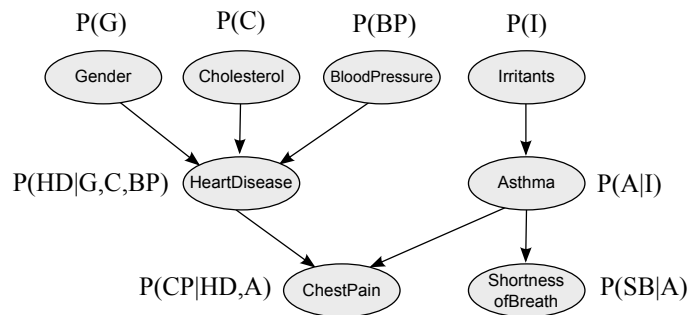 P(G) P(C) P(BP) P(I)
Gender Cholesterol BloodPressure Irritants
P(HD|G,C,BP) HeartDisease Asthma P(A|I)
P(CP|HD,A) ChestPain Shortness
ofBreath P(SB|A)